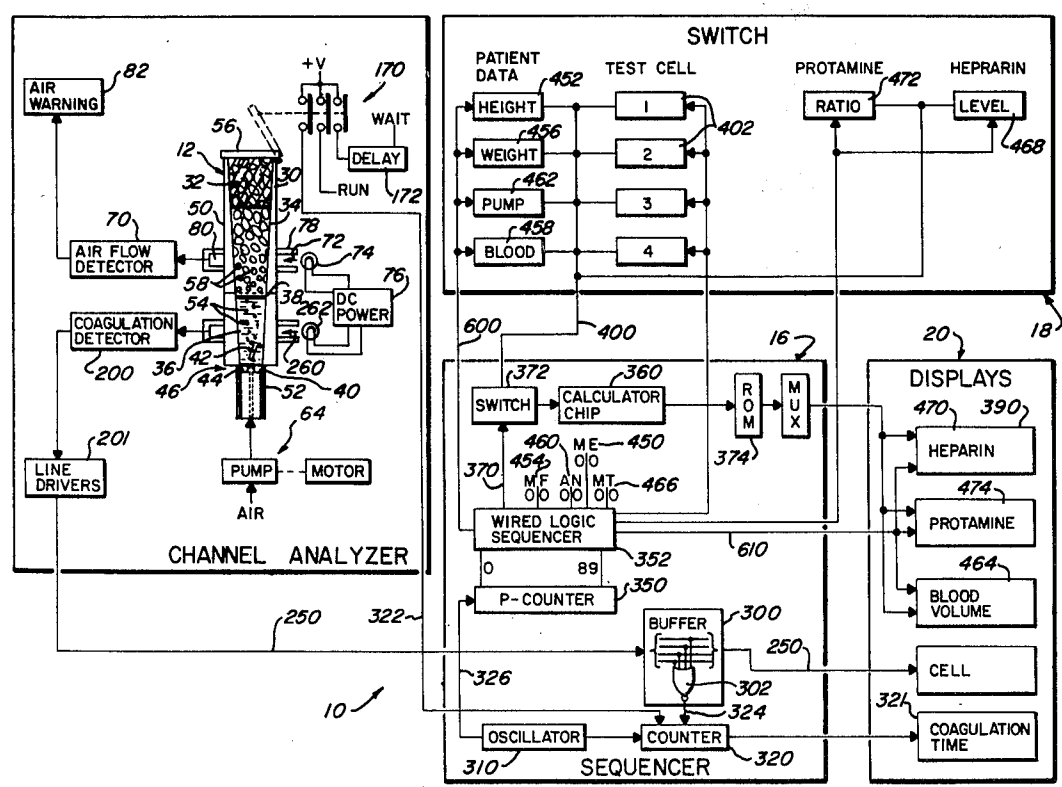 SWITCH
PATIENT DATA
452
TEST CELL
PROTAMINE
472
HEPRARIN
HEIGHT
1
RATIO
LEVEL
456
402
468
WEIGHT
2
462
PUMP
3
458
BLOOD
4
18
600
400
82
AIR WARNING
+V
170
WAIT
56
12
DELAY
32
30
RUN
172
34
50
70
80
78
72
AIR FLOW DETECTOR
74
58
76
38
DC POWER
54
262
COAGULATION DETECTOR
36
42
260
200
46
44
40
52
64
201
LINE DRIVERS
PUMP
MOTOR
AIR
CHANNEL ANALYZER
250
322
10
16
372
360
SWITCH
CALCULATOR CHIP
ROM
MUX
374
460
ME
450
00
370
454
MF
00
AN
00
MT
00
466
WIRED LOGIC SEQUENCER
352
610
0
89
P-COUNTER
350
300
BUFFER
302
250
326
324
OSCILLATOR
310
COUNTER
320
SEQUENCER
20
DISPLAYS
470
390
HEPARIN
474
PROTAMINE
464
BLOOD VOLUME
CELL
321
COAGULATION TIME